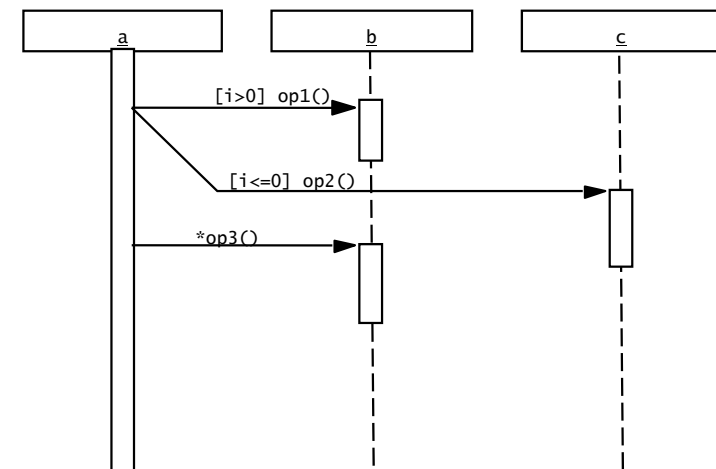 a
b
c
[i>0] op1()
[i<=0] op2()
*op3()